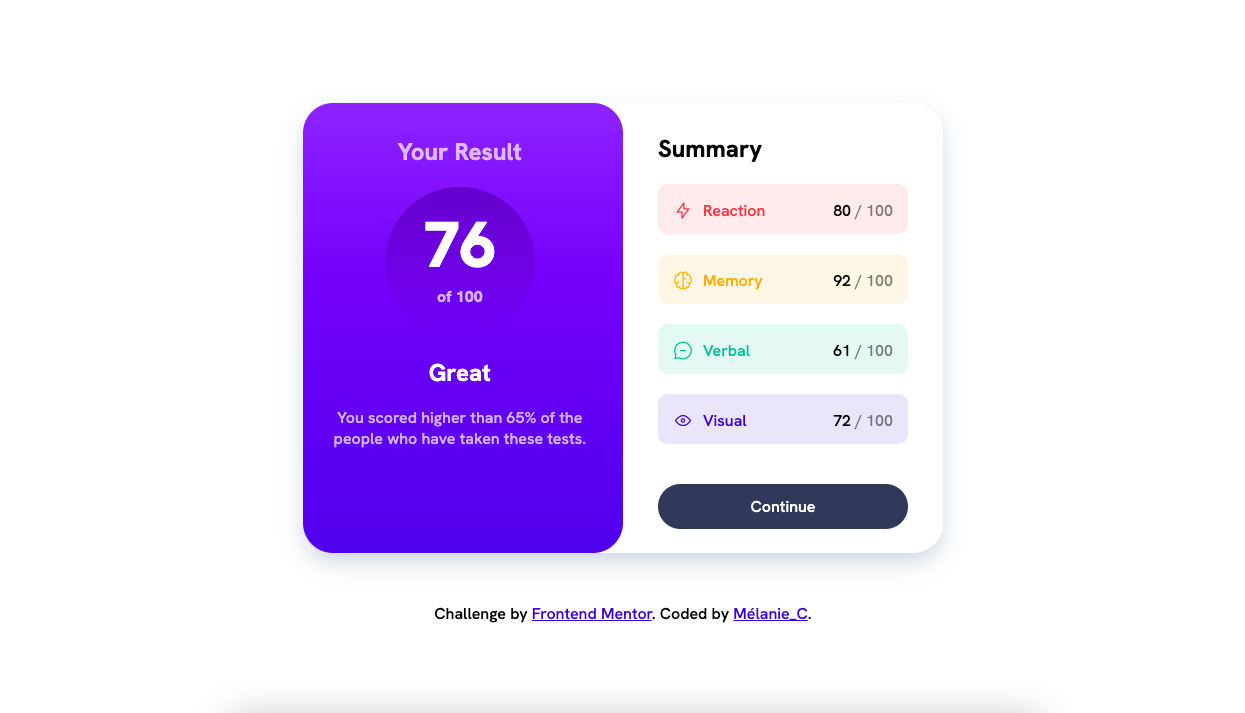 Your Result
76
of 100
Great
You scored higher than 65% of the
people who have taken these tests.
Summary
Reaction 80 / 100
Memory 92 / 100
Verbal 61 / 100
Visual 72 / 100
Continue
Challenge by Frontend Mentor. Coded by Mélanie_C.